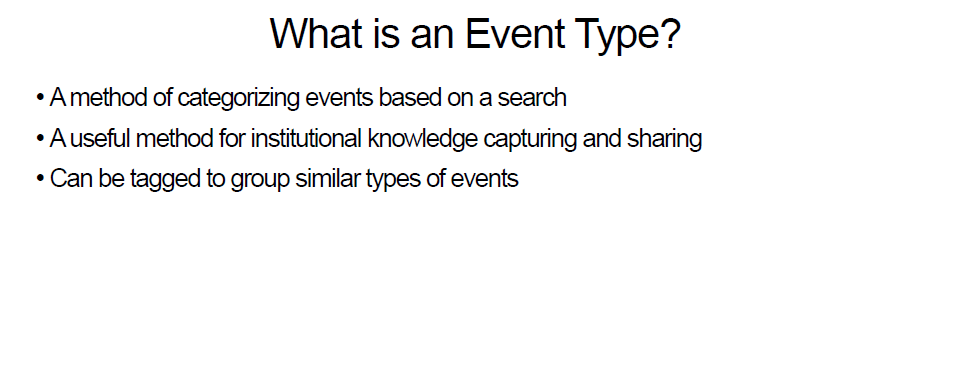 What is an Event Type?
• A method of categorizing events based on a search
• A useful method for institutional knowledge capturing and sharing
• Can be tagged to group similar types of events